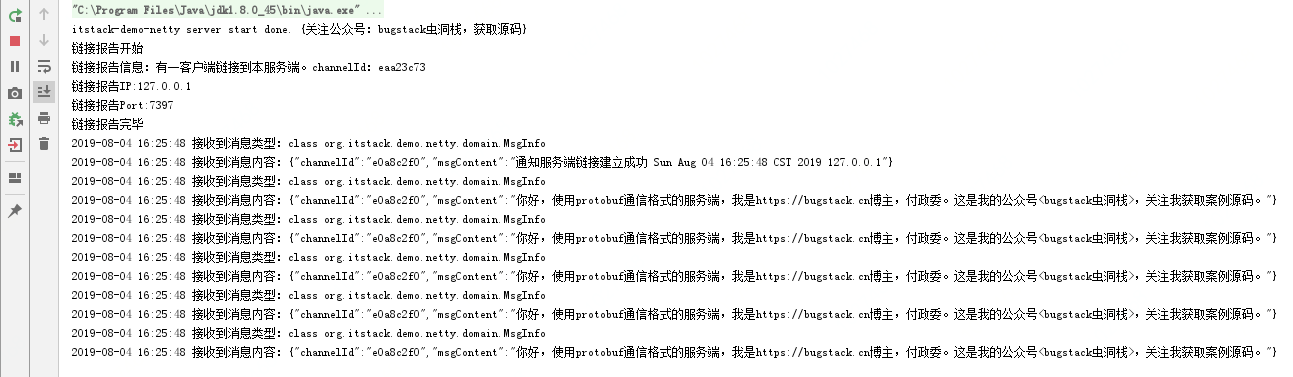 "C:\Program Files\Java\jdk1.8.0_45\bin\java.exe" ...
itstack-demo-netty server start done. {关注公众号：bugstack虫洞栈，获取源码}
链接报告开始
链接报告信息：有一客户端链接到本服务端。channelId：eaa23c73
链接报告IP:127.0.0.1
链接报告Port:7397
链接报告完毕
2019-08-04 16:25:48 接收到消息类型：class org.itstack.demo.netty.domain.MsgInfo
2019-08-04 16:25:48 接收到消息内容：{"channelId":"e0a8c2f0","msgContent":"通知服务端链接建立成功 Sun Aug 04 16:25:48 CST 2019 127.0.0.1"}
2019-08-04 16:25:48 接收到消息类型：class org.itstack.demo.netty.domain.MsgInfo
2019-08-04 16:25:48 接收到消息内容：{"channelId":"e0a8c2f0","msgContent":"你好，使用protobuf通信格式的服务端，我是https://bugstack.cn博主，付政委。这是我的公众号<bugstack虫洞栈>，关注我获取案例源码。"}
2019-08-04 16:25:48 接收到消息类型：class org.itstack.demo.netty.domain.MsgInfo
2019-08-04 16:25:48 接收到消息内容：{"channelId":"e0a8c2f0","msgContent":"你好，使用protobuf通信格式的服务端，我是https://bugstack.cn博主，付政委。这是我的公众号<bugstack虫洞栈>，关注我获取案例源码。"}
2019-08-04 16:25:48 接收到消息类型：class org.itstack.demo.netty.domain.MsgInfo
2019-08-04 16:25:48 接收到消息内容：{"channelId":"e0a8c2f0","msgContent":"你好，使用protobuf通信格式的服务端，我是https://bugstack.cn博主，付政委。这是我的公众号<bugstack虫洞栈>，关注我获取案例源码。"}
2019-08-04 16:25:48 接收到消息类型：class org.itstack.demo.netty.domain.MsgInfo
2019-08-04 16:25:48 接收到消息内容：{"channelId":"e0a8c2f0","msgContent":"你好，使用protobuf通信格式的服务端，我是https://bugstack.cn博主，付政委。这是我的公众号<bugstack虫洞栈>，关注我获取案例源码。"}
2019-08-04 16:25:48 接收到消息类型：class org.itstack.demo.netty.domain.MsgInfo
2019-08-04 16:25:48 接收到消息内容：{"channelId":"e0a8c2f0","msgContent":"你好，使用protobuf通信格式的服务端，我是https://bugstack.cn博主，付政委。这是我的公众号<bugstack虫洞栈>，关注我获取案例源码。"}